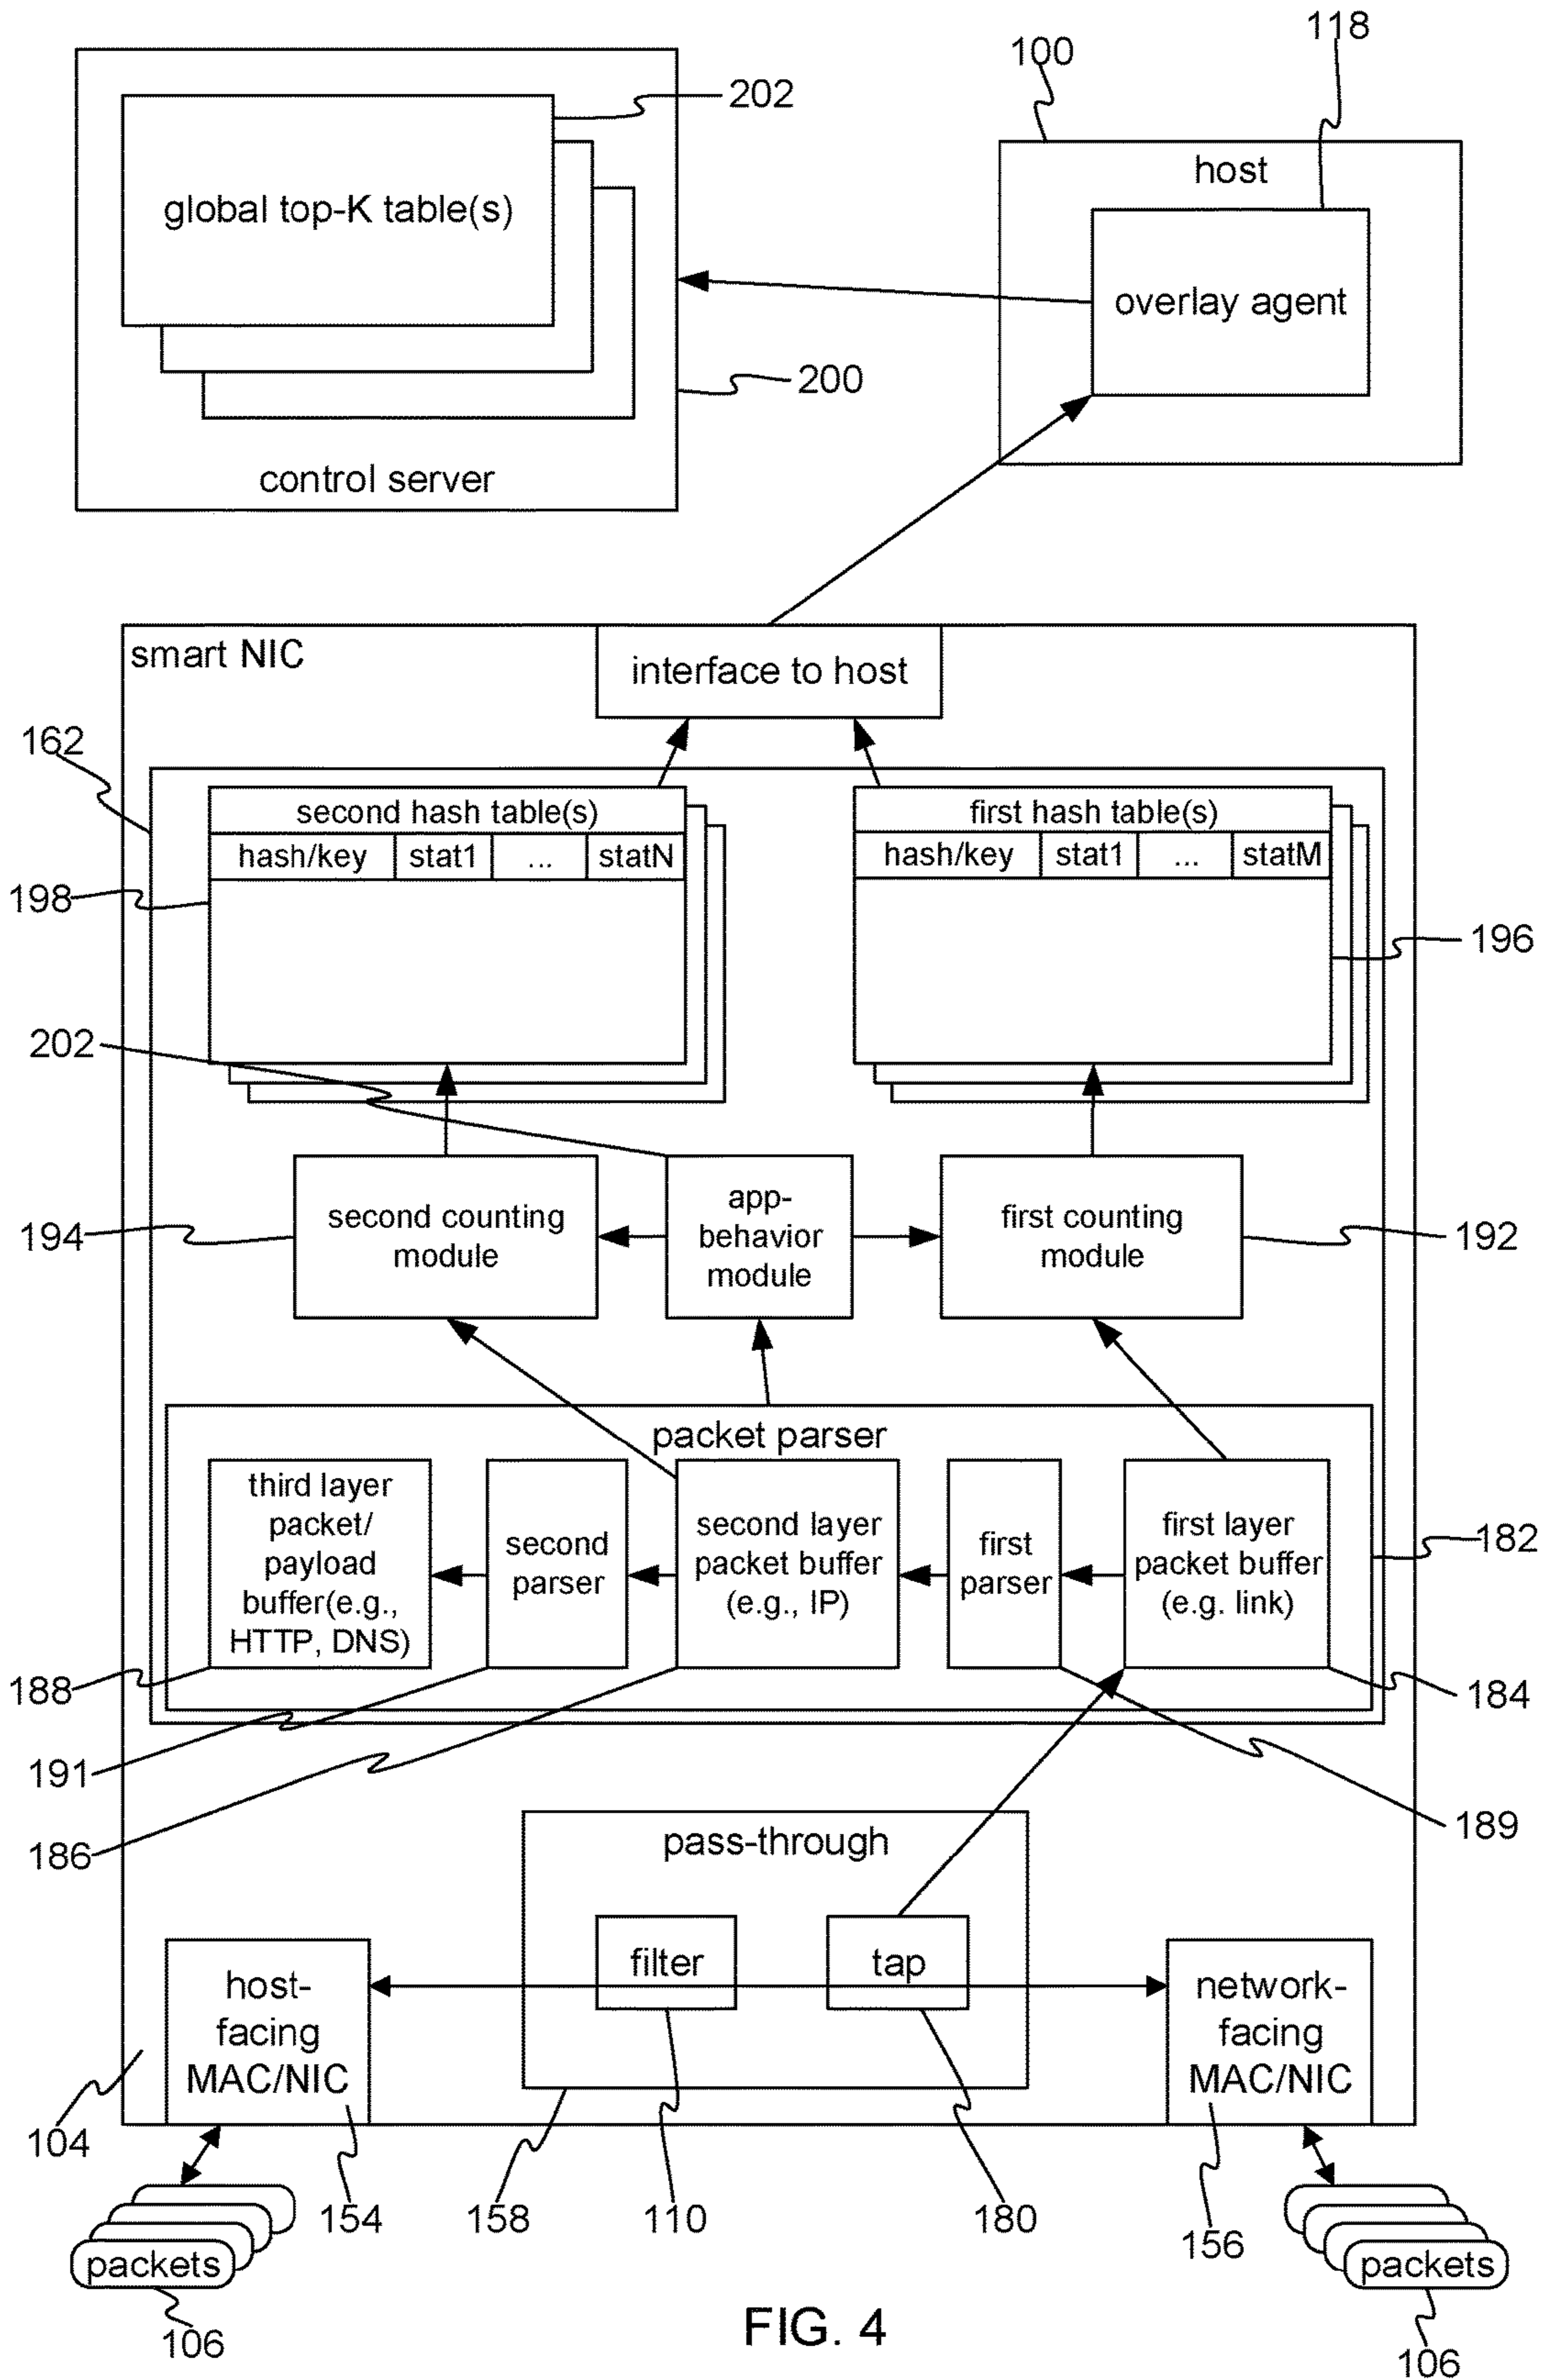 118
100
202
host
global top-K table(s)
overlay agent
200
control server
smart NIC
interface to host
162
second hash table(s)
hash/key stat1 ... statN
first hash table(s)
hash/key stat1 ... statM
198
196
202
second counting
module
app-
behavior
module
first counting
module
194
192
packet parser
third layer
packet/
payload
buffer(e.g.,
HTTP, DNS)
second
parser
second layer
packet buffer
(e.g., IP)
first
parser
first layer
packet buffer
(e.g. link)
182
188
184
191
186
189
pass-through
filter
tap
host-
facing
MAC/NIC
network-
facing
MAC/NIC
104
154
158
110
180
156
packets
packets
106
106
FIG. 4